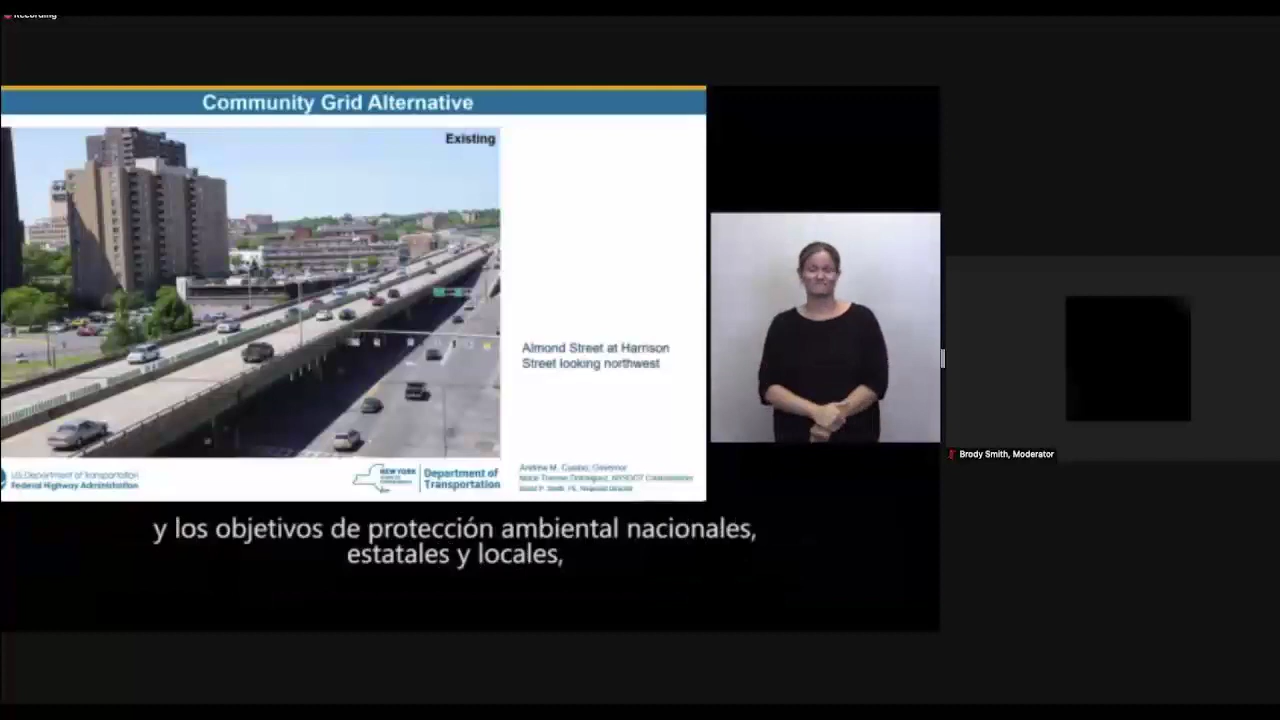 Recording
Community Grid Alternative
Existing
Almond Street at Harrison
Street looking northwest
U.S. Department of Transportation
Federal Highway Administration
NEW YORK
Department of
Transportation
Andrew M. Cuomo, Governor
Marie Therese Dominguez, NYSDOT Commissioner
David P. Smith, PE, Regional Director
Brody Smith, Moderator
y los objetivos de protección ambiental nacionales,
estatales y locales,